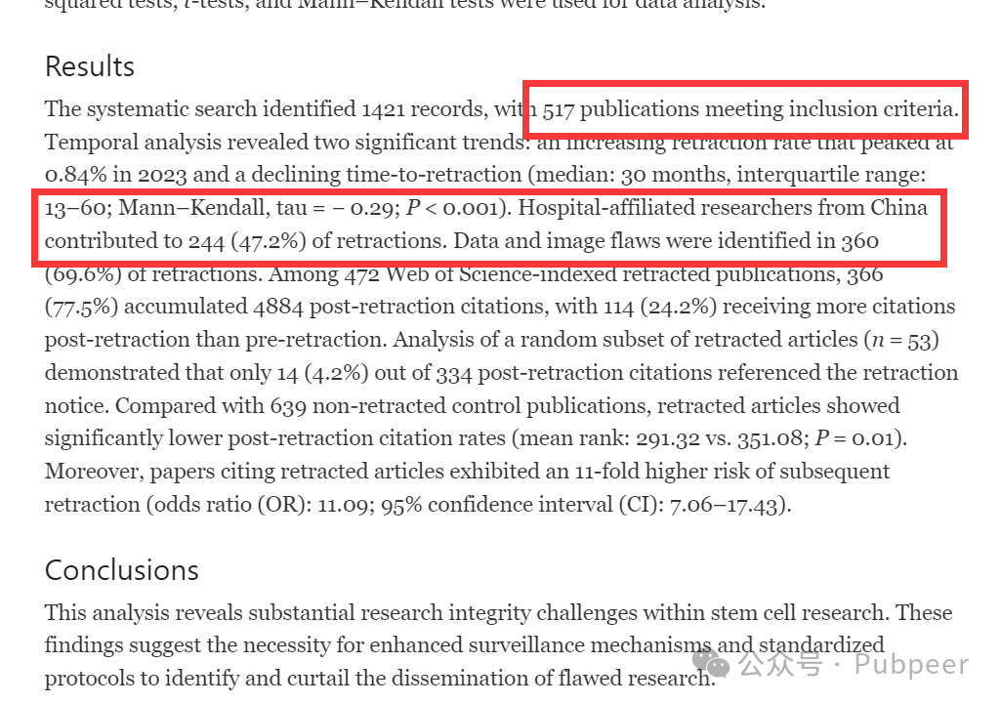 squared tests, t-tests, and Mann–Kendall tests were used for data analysis.
Results
The systematic search identified 1421 records, with 517 publications meeting inclusion criteria.
Temporal analysis revealed two significant trends: an increasing retraction rate that peaked at
0.84% in 2023 and a declining time-to-retraction (median: 30 months, interquartile range:
13–60; Mann–Kendall, tau = − 0.29; P < 0.001). Hospital-affiliated researchers from China
contributed to 244 (47.2%) of retractions. Data and image flaws were identified in 360
(69.6%) of retractions. Among 472 Web of Science-indexed retracted publications, 366
(77.5%) accumulated 4884 post-retraction citations, with 114 (24.2%) receiving more citations
post-retraction than pre-retraction. Analysis of a random subset of retracted articles (n = 53)
demonstrated that only 14 (4.2%) out of 334 post-retraction citations referenced the retraction
notice. Compared with 639 non-retracted control publications, retracted articles showed
significantly lower post-retraction citation rates (mean rank: 291.32 vs. 351.08; P = 0.01).
Moreover, papers citing retracted articles exhibited an 11-fold higher risk of subsequent
retraction (odds ratio (OR): 11.09; 95% confidence interval (CI): 7.06–17.43).
Conclusions
This analysis reveals substantial research integrity challenges within stem cell research. These
findings suggest the necessity for enhanced surveillance mechanisms and standardized
protocols to identify and curtail the dissemination of flawed research.
公众号 · Pubpeer